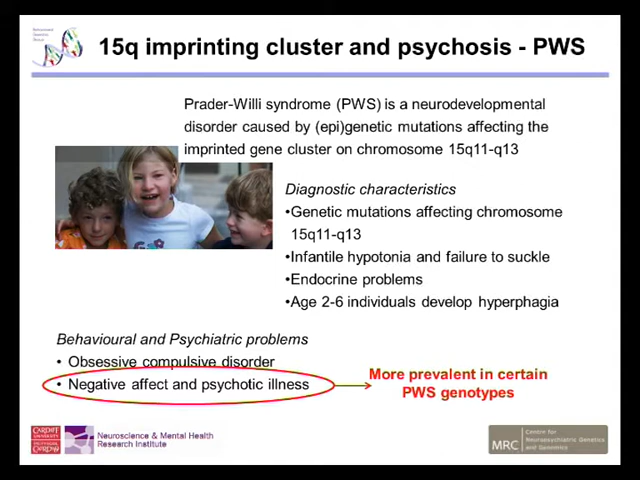 15q imprinting cluster and psychosis - PWS
Prader-Willi syndrome (PWS) is a neurodevelopmental
disorder caused by (epi)genetic mutations affecting the
imprinted gene cluster on chromosome 15q11-q13
Diagnostic characteristics
•Genetic mutations affecting chromosome
15q11-q13
•Infantile hypotonia and failure to suckle
•Endocrine problems
•Age 2-6 individuals develop hyperphagia
Behavioural and Psychiatric problems
• Obsessive compulsive disorder
• Negative affect and psychotic illness
More prevalent in certain
PWS genotypes
CARDIFF
UNIVERSITY
PRIFYSGOL
CAERDYDD
Neuroscience & Mental Health
Research Institute
MRC
Centre for
Neuropsychiatric Genetics
and Genomics